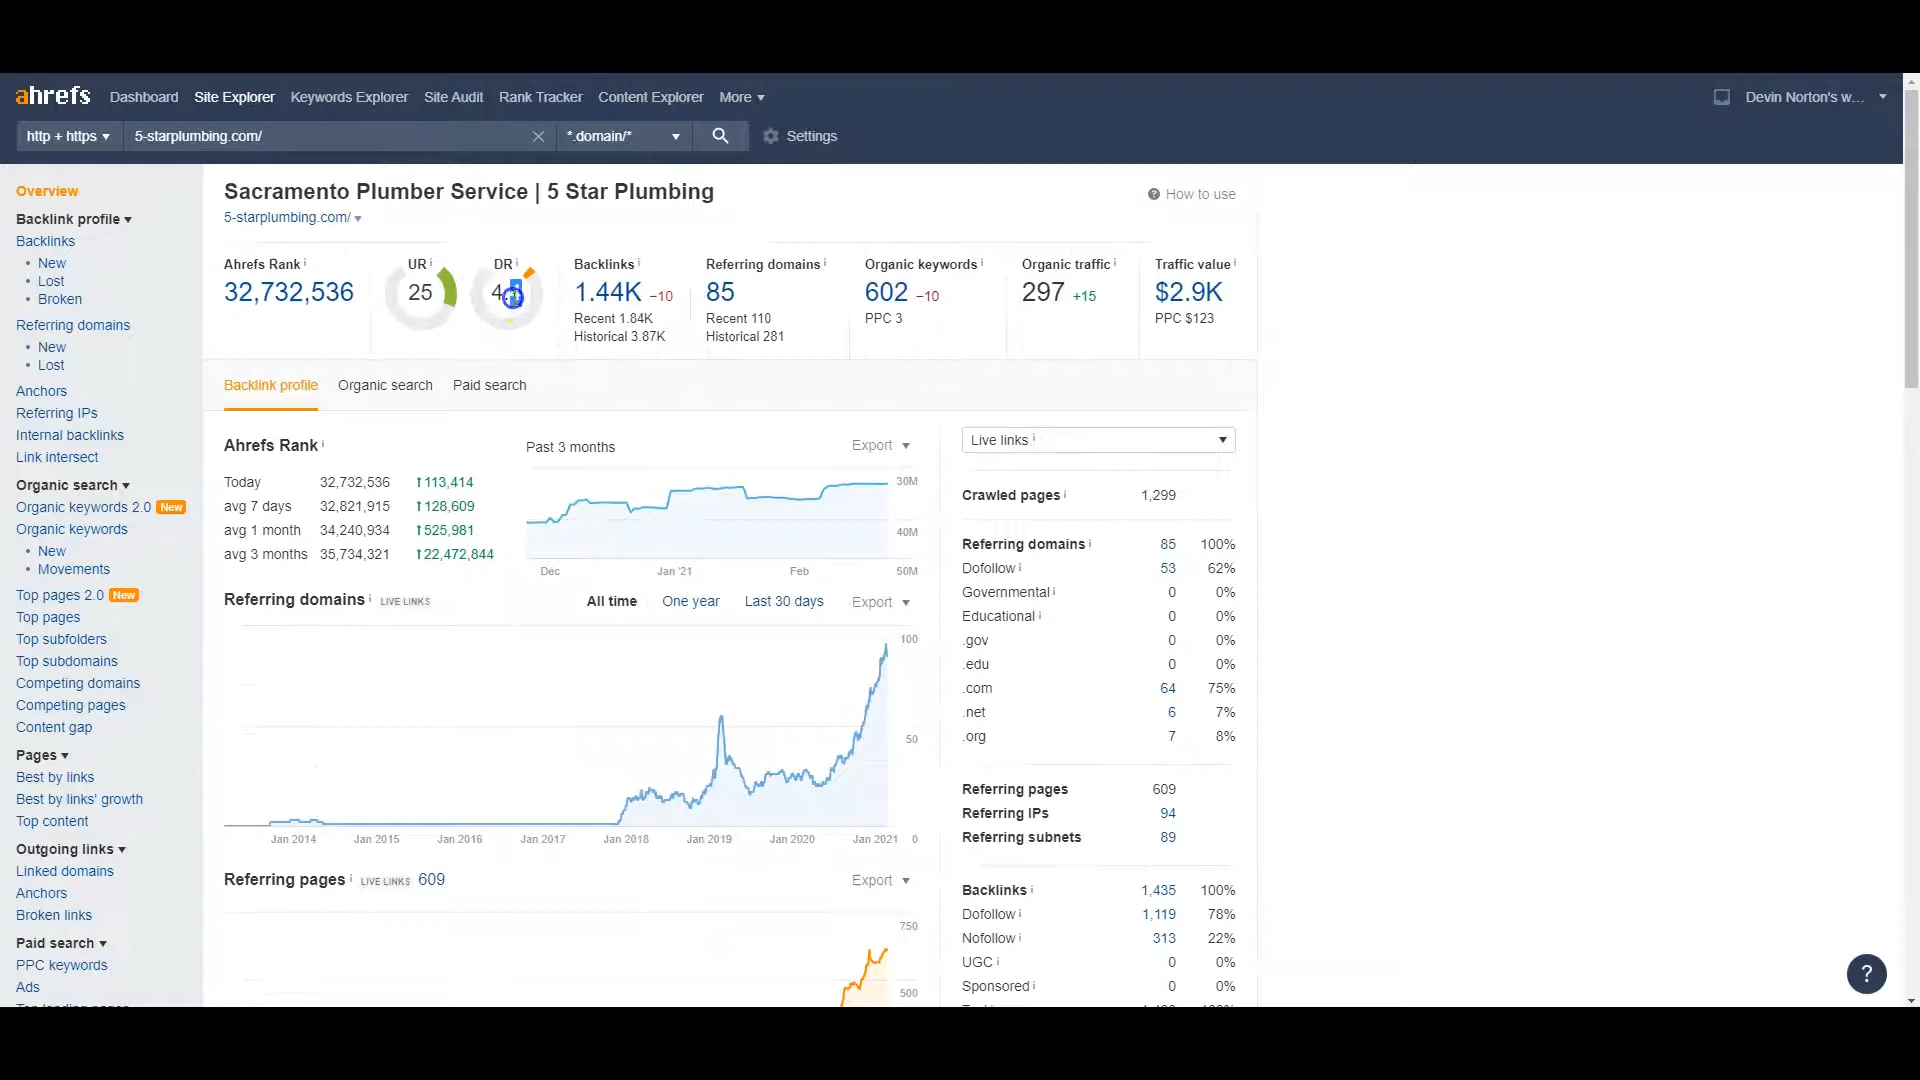 ahrefs Dashboard Site Explorer Keywords Explorer Site Audit Rank Tracker Content Explorer More Devin Norton's w...
http + https 5-starplumbing.com/ *.domain/* Settings
Overview
Backlink profile
Backlinks
New
Lost
Broken
Referring domains
New
Lost
Anchors
Referring IPs
Internal backlinks
Link intersect
Organic search
Organic keywords 2.0 New
Organic keywords
New
Movements
Top pages 2.0 New
Top pages
Top subfolders
Top subdomains
Competing domains
Competing pages
Content gap
Pages
Best by links
Best by links' growth
Top content
Outgoing links
Linked domains
Anchors
Broken links
Paid search
PPC keywords
Ads
Sacramento Plumber Service | 5 Star Plumbing
How to use
5-starplumbing.com/
Ahrefs Rank
32,732,536
UR
25
DR
Backlinks
1.44K −10
Recent 1.84K
Historical 3.87K
Referring domains
85
Recent 110
Historical 281
Organic keywords
602 −10
PPC 3
Organic traffic
297 +15
Traffic value
$2.9K
PPC $123
Backlink profile Organic search Paid search
Ahrefs Rank Past 3 months Export
Today 32,732,536 ↑113,414
avg 7 days 32,821,915 ↑128,609
avg 1 month 34,240,934 ↑525,981
avg 3 months 35,734,321 ↑22,472,844
30M
40M
50M
Dec Jan '21 Feb
Referring domains LIVE LINKS All time One year Last 30 days Export
100
50
0
Jan 2014 Jan 2015 Jan 2016 Jan 2017 Jan 2018 Jan 2019 Jan 2020 Jan 2021
Referring pages LIVE LINKS 609 Export
750
500
Live links
Crawled pages 1,299
Referring domains 85 100%
Dofollow 53 62%
Governmental 0 0%
Educational 0 0%
.gov 0 0%
.edu 0 0%
.com 64 75%
.net 6 7%
.org 7 8%
Referring pages 609
Referring IPs 94
Referring subnets 89
Backlinks 1,435 100%
Dofollow 1,119 78%
Nofollow 313 22%
UGC 0 0%
Sponsored 0 0%
?